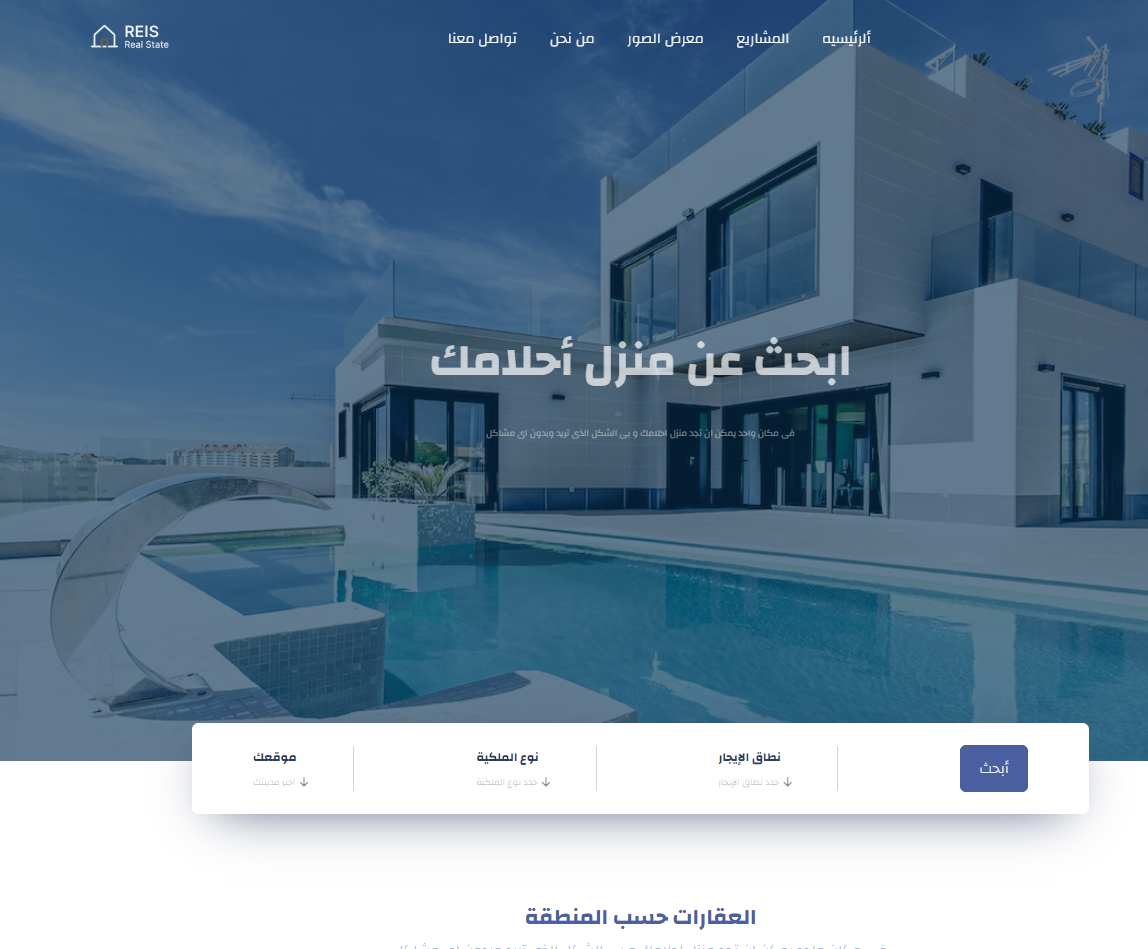 REIS
Real State
ألرئيسيه
المشاريع
معرض الصور
من نحن
تواصل معنا
ابحث عن منزل أحلامك
فى مكان واحد يمكن ان تجد منزل احلامك و بى الشكل الذى تريد وبدون اى مشاكل
أبحث
نطاق الإيجار
حدد نطاق الإيجار
نوع الملكية
حدد نوع الملكية
موقعك
اختر مدينتك
العقارات حسب المنطقة